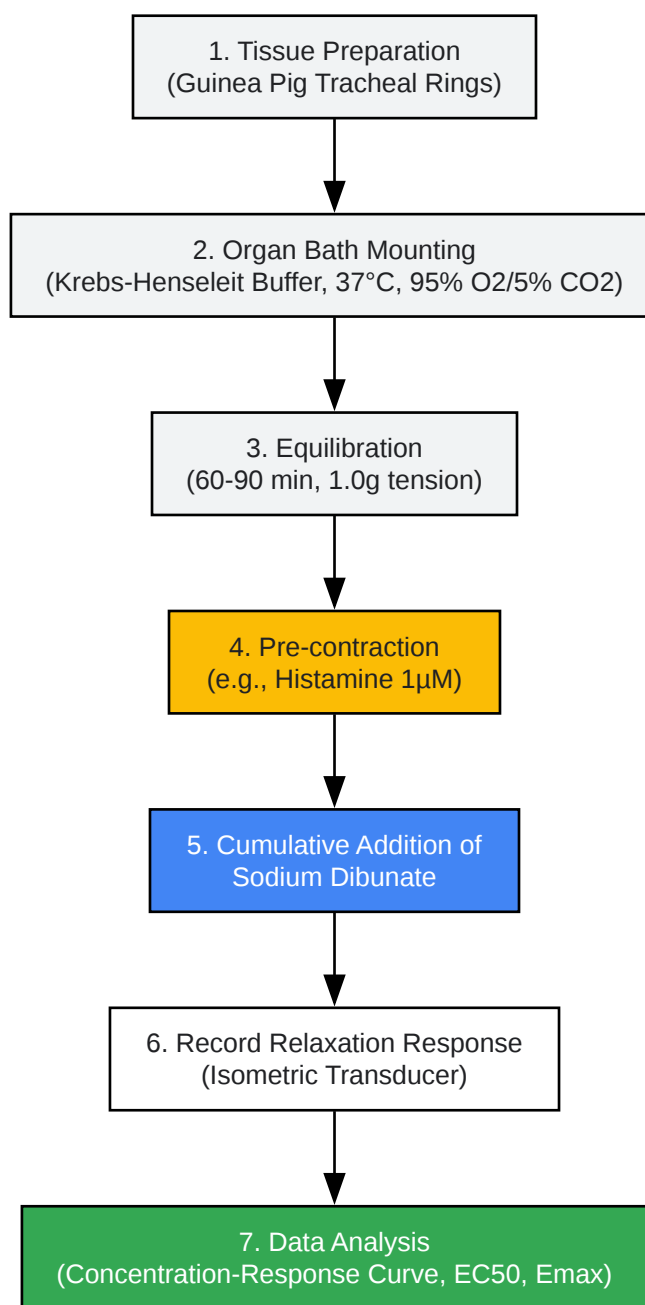 1. Tissue Preparation
(Guinea Pig Tracheal Rings)
2. Organ Bath Mounting
(Krebs-Henseleit Buffer, 37°C, 95% O2/5% CO2)
3. Equilibration
(60-90 min, 1.0g tension)
4. Pre-contraction
(e.g., Histamine 1µM)
5. Cumulative Addition of
Sodium Dibunate
6. Record Relaxation Response
(Isometric Transducer)
7. Data Analysis
(Concentration-Response Curve, EC50, Emax)